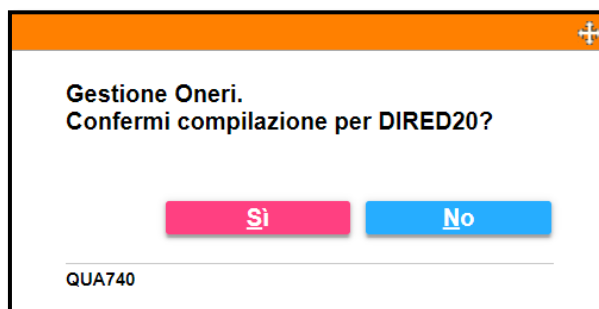 Gestione Oneri.
Confermi compilazione per DIRED20?
Sì No
QUA740